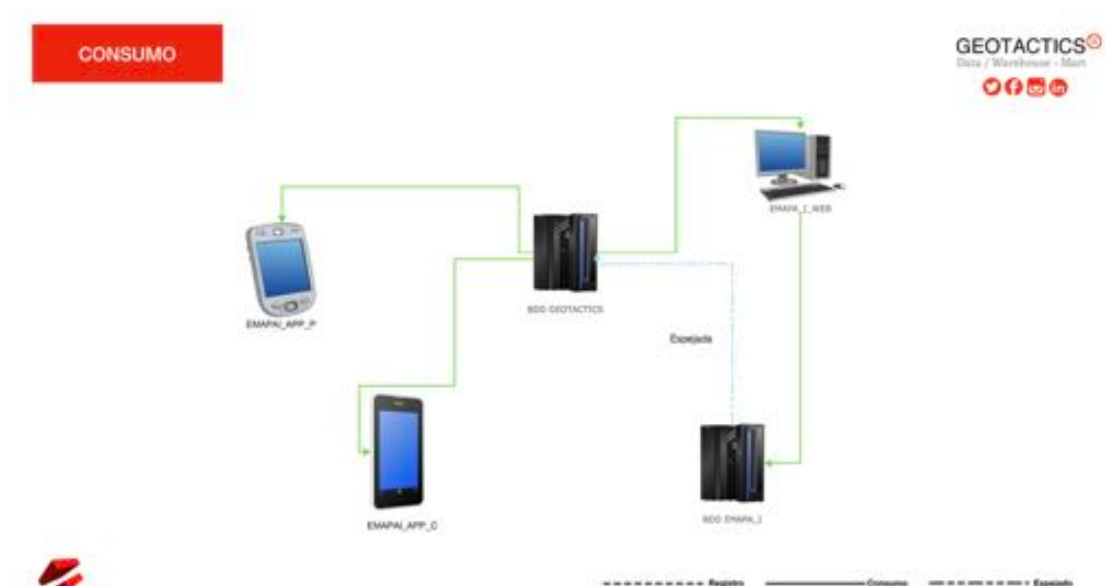 CONSUMO
GEOTACTICS
Data / Warehouse - Mart
EMAPA_I_WEB
BDD GEOTACTICS
EMAPAI_APP_P
Espejada
EMAPAI_APP_C
BDD EMAPA_I
Registro
Consumo
Espejado